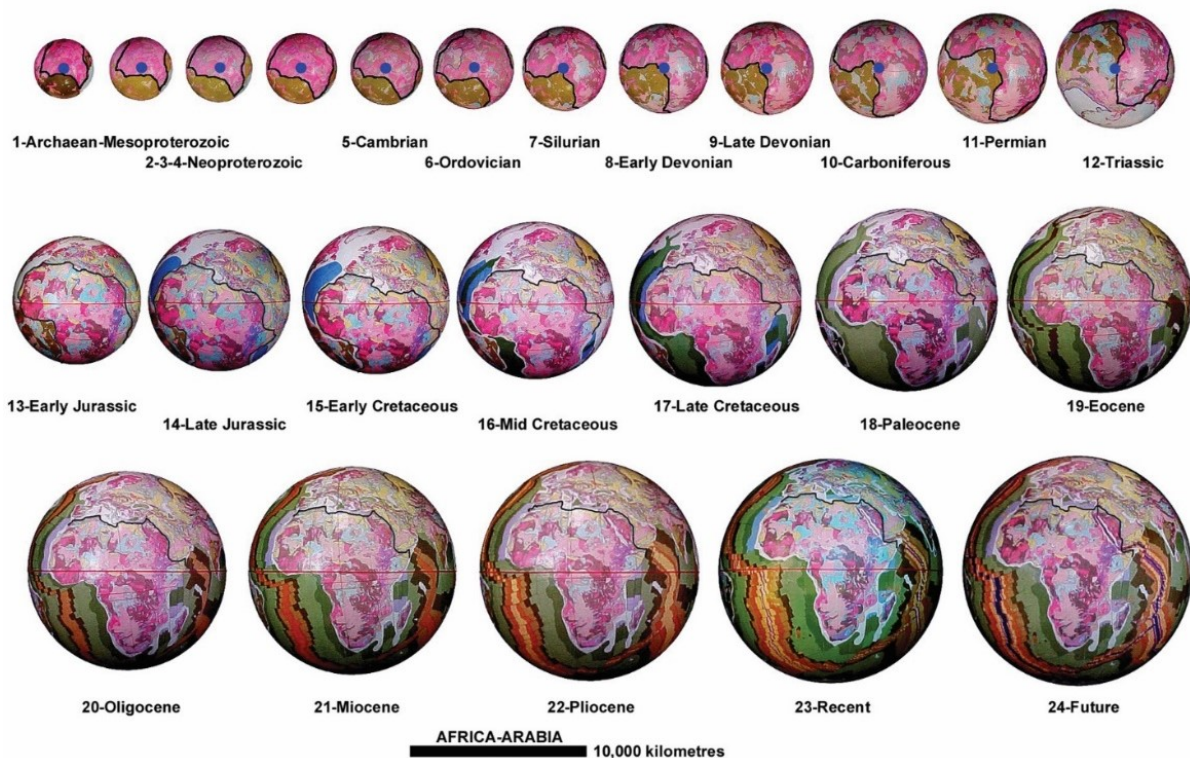 1-Archaean-Mesoproterozoic
5-Cambrian
7-Silurian
9-Late Devonian
11-Permian
2-3-4-Neoproterozoic
6-Ordovician
8-Early Devonian
10-Carboniferous
12-Triassic
13-Early Jurassic
14-Late Jurassic
15-Early Cretaceous
16-Mid Cretaceous
17-Late Cretaceous
18-Paleocene
19-Eocene
20-Oligocene
21-Miocene
22-Pliocene
23-Recent
24-Future
AFRICA-ARABIA
10,000 kilometres